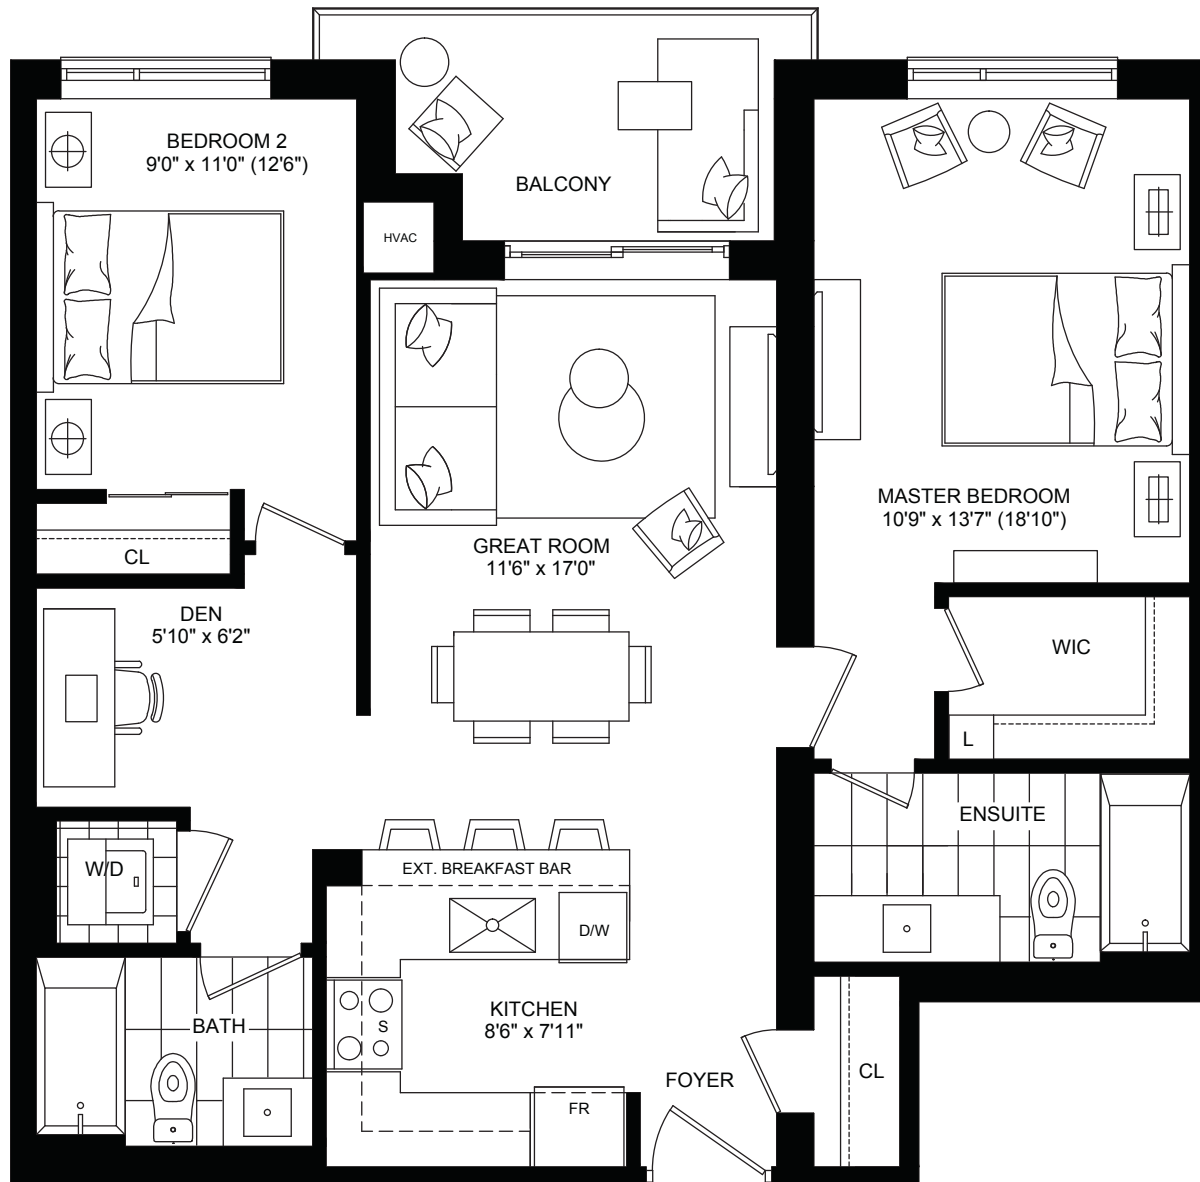 BEDROOM 2
9'0" x 11'0" (12'6")
BALCONY
HVAC
MASTER BEDROOM
10'9" x 13'7" (18'10")
GREAT ROOM
11'6" x 17'0"
CL
DEN
5'10" x 6'2"
WIC
L
ENSUITE
W/D
EXT. BREAKFAST BAR
D/W
KITCHEN
8'6" x 7'11"
S
BATH
FOYER
CL
FR